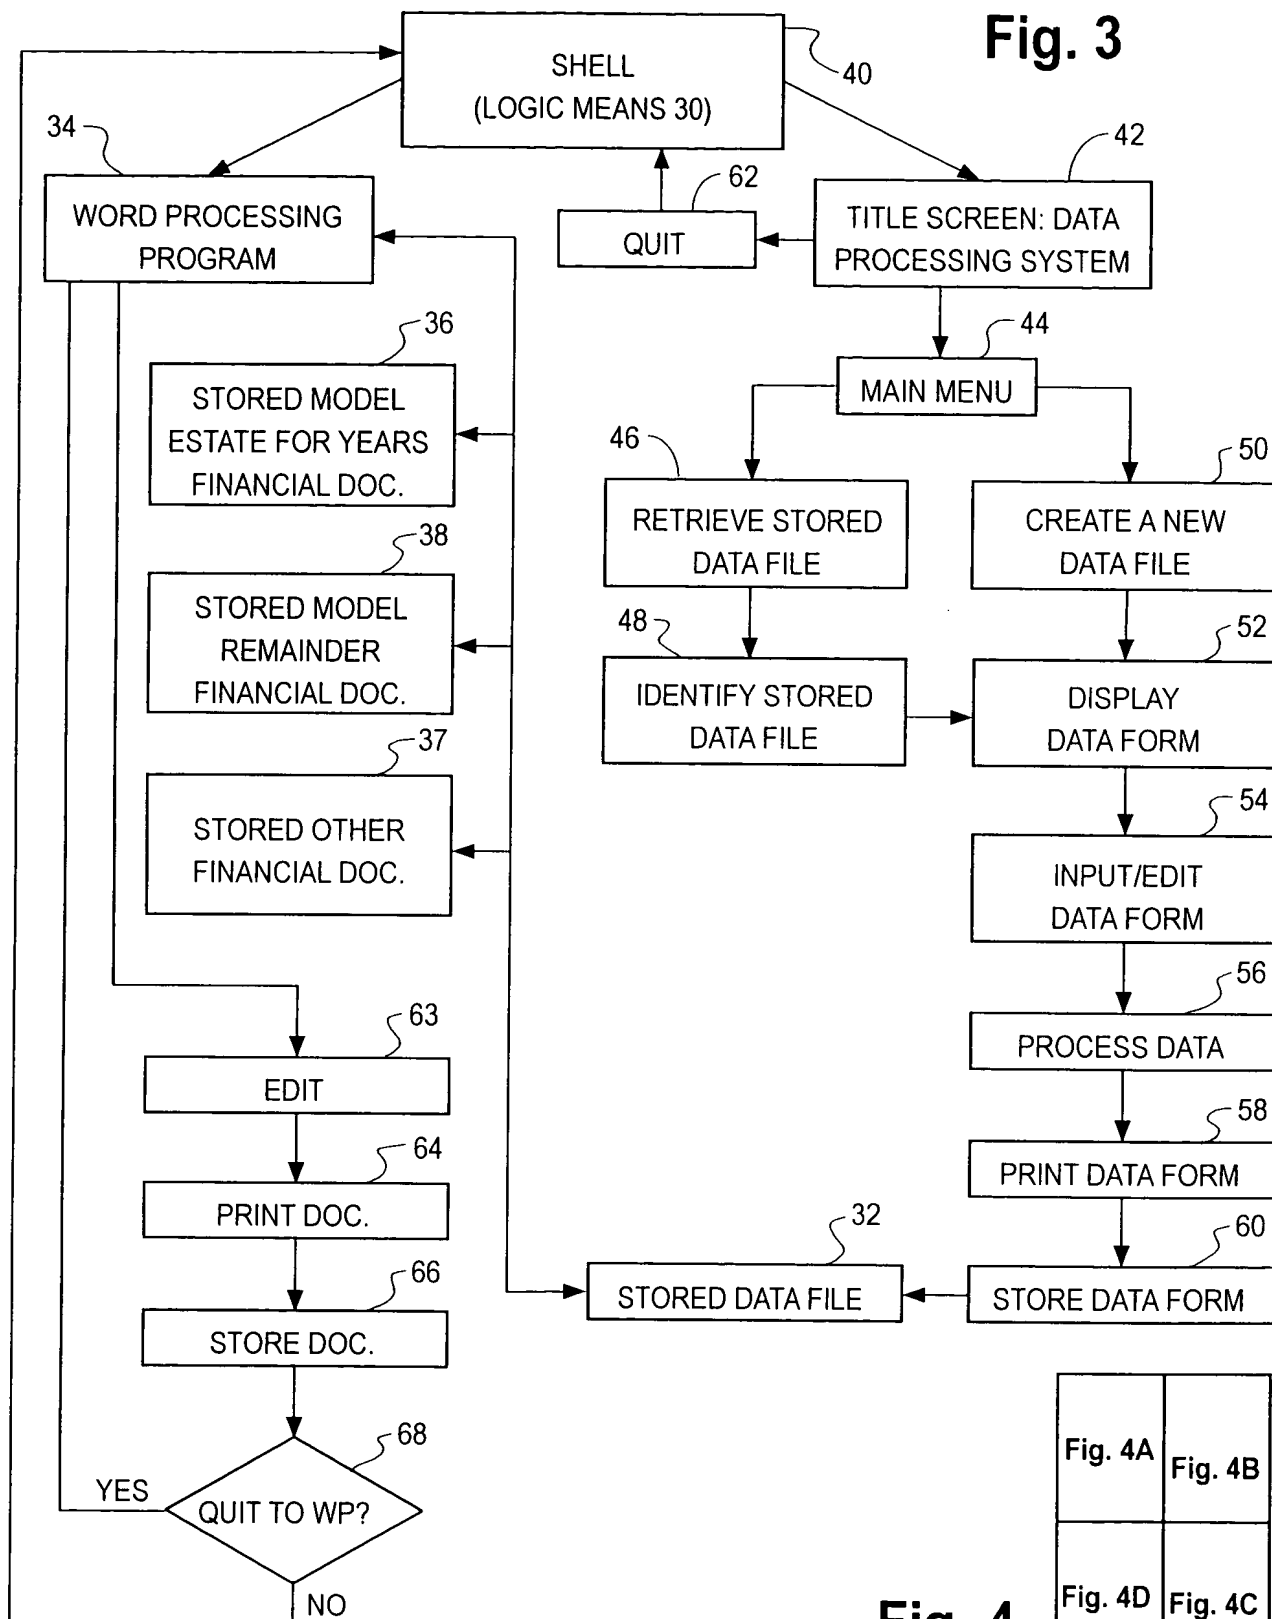 Fig. 3
SHELL
(LOGIC MEANS 30)
40
34
WORD PROCESSING
PROGRAM
62
QUIT
42
TITLE SCREEN: DATA
PROCESSING SYSTEM
44
MAIN MENU
36
STORED MODEL
ESTATE FOR YEARS
FINANCIAL DOC.
46
RETRIEVE STORED
DATA FILE
50
CREATE A NEW
DATA FILE
38
STORED MODEL
REMAINDER
FINANCIAL DOC.
48
IDENTIFY STORED
DATA FILE
52
DISPLAY
DATA FORM
37
STORED OTHER
FINANCIAL DOC.
54
INPUT/EDIT
DATA FORM
56
PROCESS DATA
63
EDIT
58
PRINT DATA FORM
64
PRINT DOC.
32
STORED DATA FILE
60
STORE DATA FORM
66
STORE DOC.
68
QUIT TO WP?
YES
NO
Fig. 4A
Fig. 4B
Fig. 4D
Fig. 4C
Fig. 4